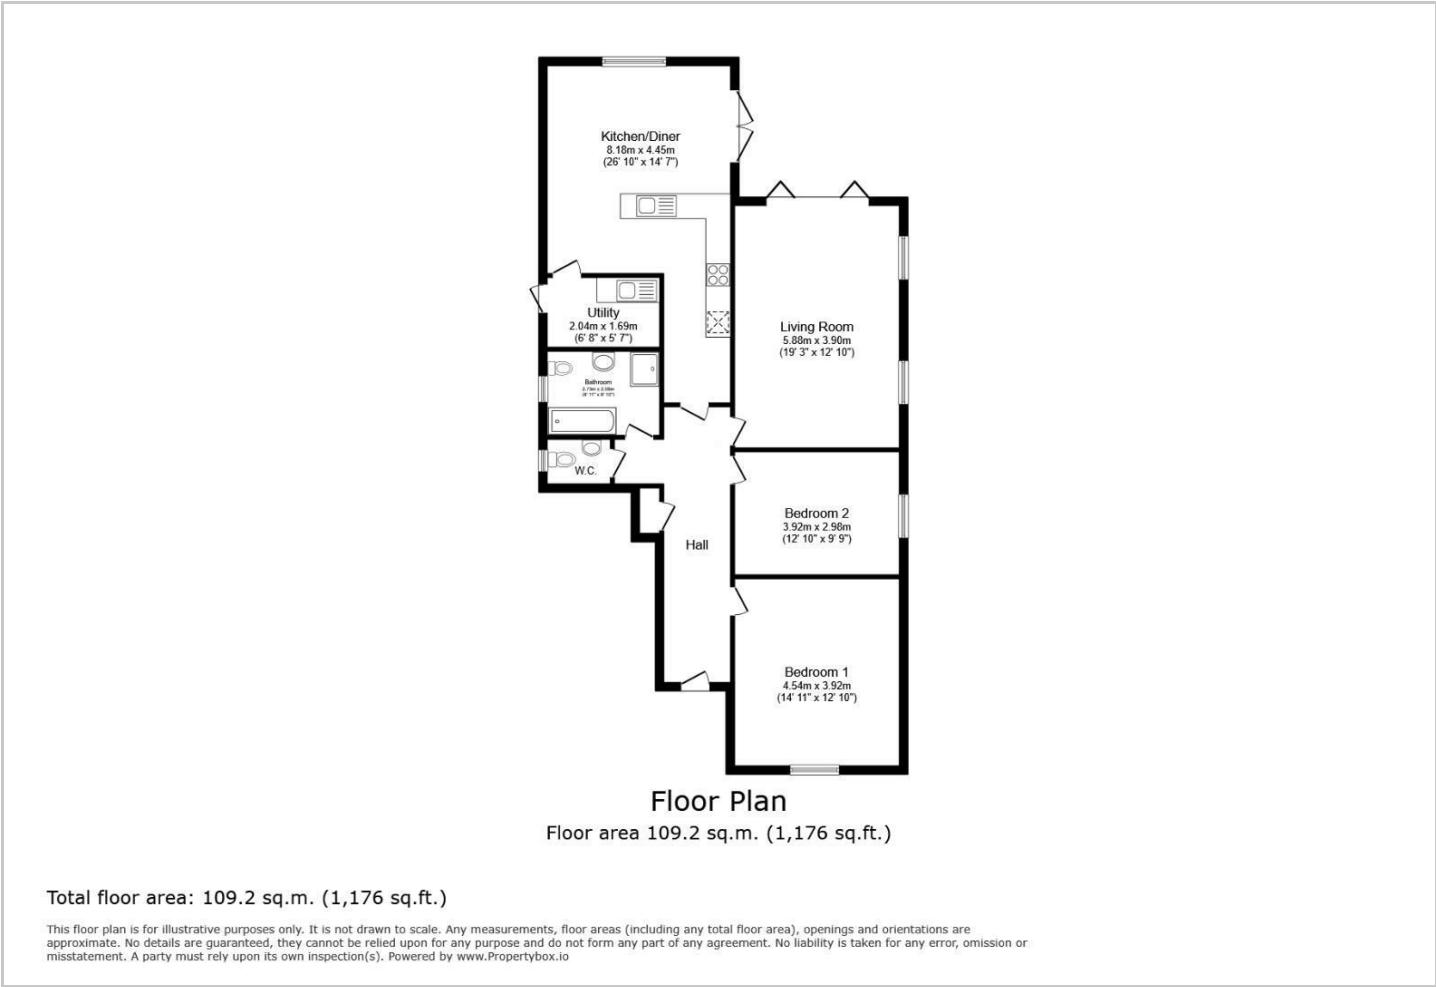 Kitchen/Diner
8.18m x 4.45m
(26' 10" x 14' 7")
Utility
2.04m x 1.69m
(6' 8" x 5' 7")
Living Room
5.88m x 3.90m
(19' 3" x 12' 10")
Bathroom
W.C.
Bedroom 2
3.92m x 2.98m
(12' 10" x 9' 9")
Hall
Bedroom 1
4.54m x 3.92m
(14' 11" x 12' 10")
Floor Plan
Floor area 109.2 sq.m. (1,176 sq.ft.)
Total floor area: 109.2 sq.m. (1,176 sq.ft.)
This floor plan is for illustrative purposes only. It is not drawn to scale. Any measurements, floor areas (including any total floor area), openings and orientations are
approximate. No details are guaranteed, they cannot be relied upon for any purpose and do not form any part of any agreement. No liability is taken for any error, omission or
misstatement. A party must rely upon its own inspection(s). Powered by www.Propertybox.io